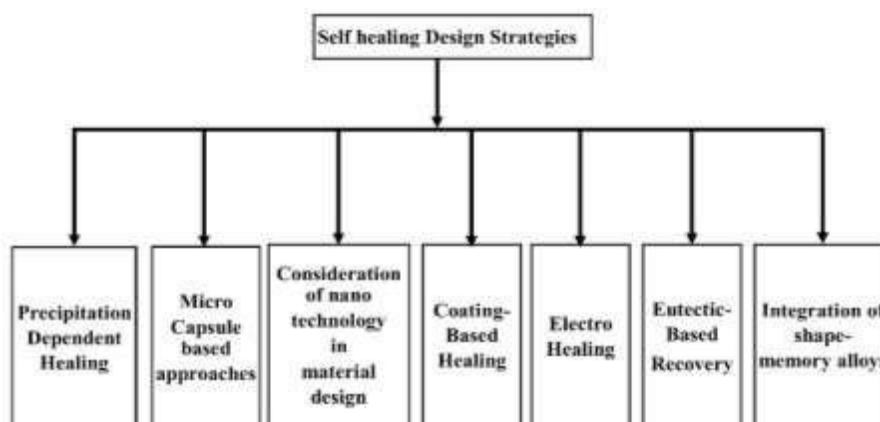 Self healing Design Strategies
Precipitation
Dependent
Healing
Micro
Capsule
based
approaches
Consideration
of nano
technology
in
material
design
Coating-
Based
Healing
Electro
Healing
Eutectic-
Based
Recovery
Integration of
shape-
memory alloy